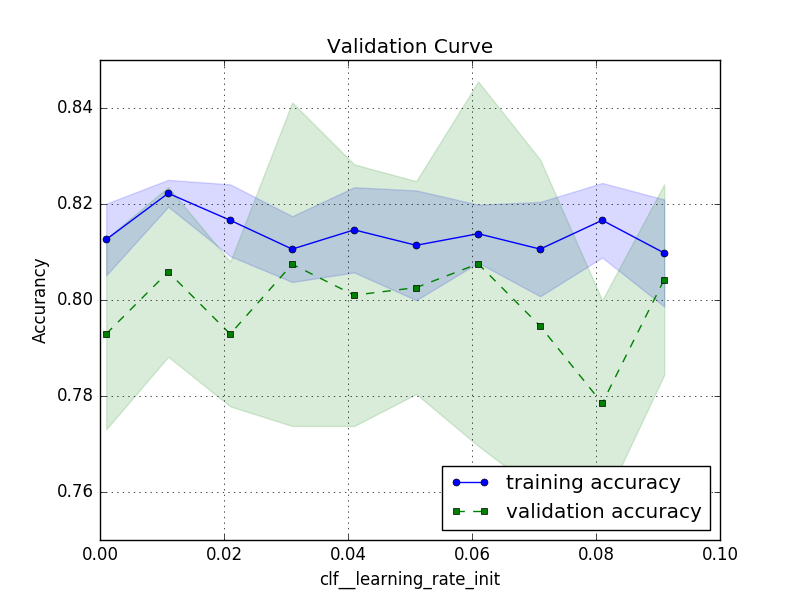 Validation Curve
Accurancy
0.84
0.82
0.80
0.78
0.76
0.00 0.02 0.04 0.06 0.08 0.10
clf__learning_rate_init
training accuracy
validation accuracy